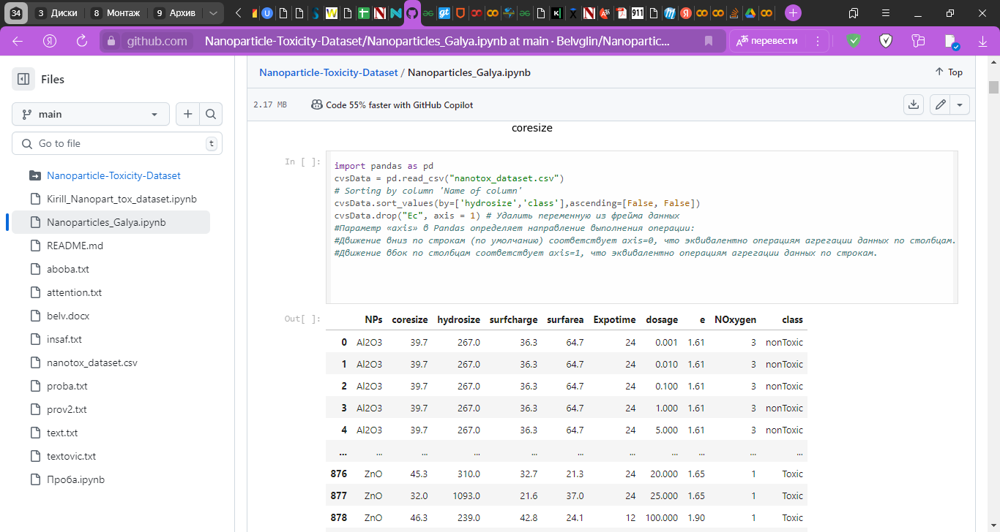 34 3 Диски 8 Монтаж 9 Архив
911
github.com Nanoparticle-Toxicity-Dataset/Nanoparticles_Galya.ipynb at main · Belvglin/Nanopartic... перевести
Files
main
Go to file t
Nanoparticle-Toxicity-Dataset
Kirill_Nanopart_tox_dataset.ipynb
Nanoparticles_Galya.ipynb
README.md
aboba.txt
attention.txt
belv.docx
insaf.txt
nanotox_dataset.csv
proba.txt
prov2.txt
text.txt
textovic.txt
Проба.ipynb
Nanoparticle-Toxicity-Dataset / Nanoparticles_Galya.ipynb Top
2.17 MB Code 55% faster with GitHub Copilot
coresize
In [ ]:
import pandas as pd
cvsData = pd.read_csv("nanotox_dataset.csv")
# Sorting by column 'Name of column'
cvsData.sort_values(by=['hydrosize','class'],ascending=[False, False])
cvsData.drop("Ec", axis = 1) # Удалить переменную из фрейма данных
#Параметр «axis» в Pandas определяет направление выполнения операции:
#Движение вниз по строкам (по умолчанию) соответствует axis=0, что эквивалентно операциям агрегации данных по столбцам.
#Движение вбок по столбцам соответствует axis=1, что эквивалентно операциям агрегации данных по строкам.
Out[ ]:
NPs coresize hydrosize surfcharge surfarea Expotime dosage e NOxygen class
0 Al2O3 39.7 267.0 36.3 64.7 24 0.001 1.61 3 nonToxic
1 Al2O3 39.7 267.0 36.3 64.7 24 0.010 1.61 3 nonToxic
2 Al2O3 39.7 267.0 36.3 64.7 24 0.100 1.61 3 nonToxic
3 Al2O3 39.7 267.0 36.3 64.7 24 1.000 1.61 3 nonToxic
4 Al2O3 39.7 267.0 36.3 64.7 24 5.000 1.61 3 nonToxic
... ... ... ... ... ... ... ... ... ... ...
876 ZnO 45.3 310.0 32.7 21.3 24 20.000 1.65 1 Toxic
877 ZnO 32.0 1093.0 21.6 37.0 24 25.000 1.65 1 Toxic
878 ZnO 46.3 239.0 42.8 24.1 12 100.000 1.90 1 Toxic